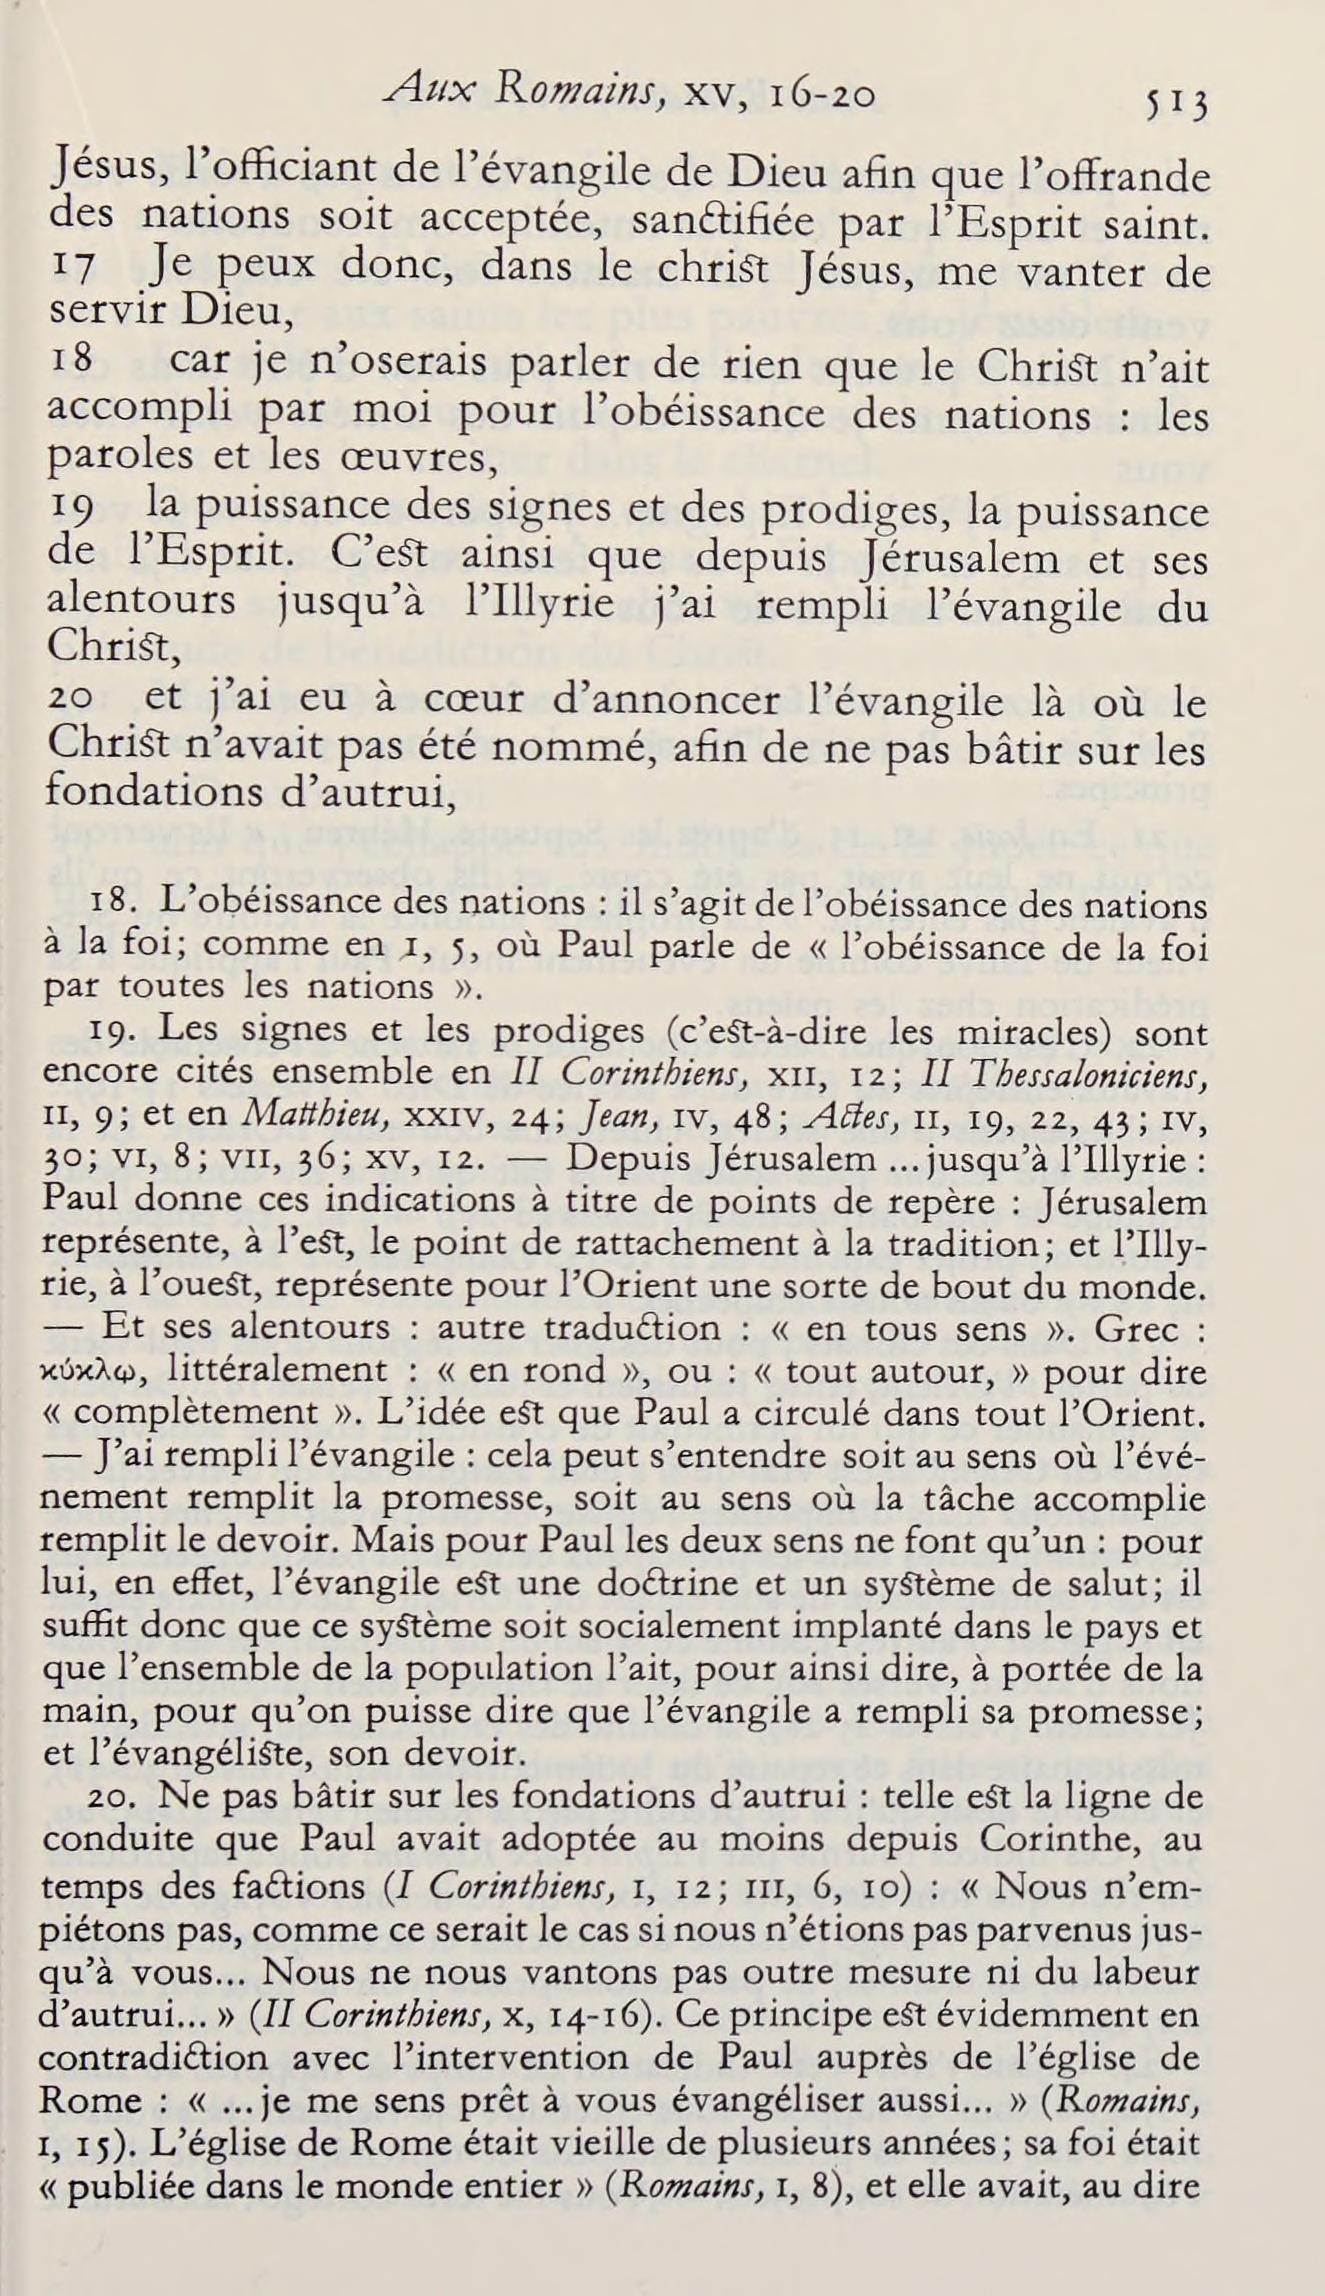 Aux Romains, XV, 16-20 513
Jésus, l’officiant de l’évangile de Dieu afin que l’offrande
des nations soit acceptée, sanctifiée par l’Esprit saint.
17 Je peux donc, dans le christ Jésus, me vanter de
servir Dieu,
18 car je n’oserais parler de rien que le Christ n’ait
accompli par moi pour l’obéissance des nations : les
paroles et les œuvres,
19 la puissance des signes et des prodiges, la puissance
de l’Esprit. C’est ainsi que depuis Jérusalem et ses
alentours jusqu’à l’Illyrie j’ai rempli l’évangile du
Christ,
20 et j’ai eu à cœur d’annoncer l’évangile là où le
Christ n’avait pas été nommé, afin de ne pas bâtir sur les
fondations d’autrui,
18. L’obéissance des nations : il s’agit de l’obéissance des nations
à la foi; comme en I, 5, où Paul parle de « l’obéissance de la foi
par toutes les nations ».
19. Les signes et les prodiges (c’est-à-dire les miracles) sont
encore cités ensemble en II Corinthiens, XII, 12; II Thessaloniciens,
II, 9; et en Matthieu, XXIV, 24; Jean, IV, 48; Actes, II, 19, 22, 43; IV,
30; VI, 8; VII, 36; XV, 12. — Depuis Jérusalem ... jusqu’à l’Illyrie :
Paul donne ces indications à titre de points de repère : Jérusalem
représente, à l’est, le point de rattachement à la tradition; et l’Illy-
rie, à l’ouest, représente pour l’Orient une sorte de bout du monde.
— Et ses alentours : autre traduction : « en tous sens ». Grec :
κύκλῳ, littéralement : « en rond », ou : « tout autour, » pour dire
« complètement ». L’idée est que Paul a circulé dans tout l’Orient.
— J’ai rempli l’évangile : cela peut s’entendre soit au sens où l’évé-
nement remplit la promesse, soit au sens où la tâche accomplie
remplit le devoir. Mais pour Paul les deux sens ne font qu’un : pour
lui, en effet, l’évangile est une doctrine et un système de salut; il
suffit donc que ce système soit socialement implanté dans le pays et
que l’ensemble de la population l’ait, pour ainsi dire, à portée de la
main, pour qu’on puisse dire que l’évangile a rempli sa promesse;
et l’évangéliste, son devoir.
20. Ne pas bâtir sur les fondations d’autrui : telle est la ligne de
conduite que Paul avait adoptée au moins depuis Corinthe, au
temps des factions (I Corinthiens, I, 12; III, 6, 10) : « Nous n’em-
piétons pas, comme ce serait le cas si nous n’étions pas parvenus jus-
qu’à vous... Nous ne nous vantons pas outre mesure ni du labeur
d’autrui... » (II Corinthiens, X, 14-16). Ce principe est évidemment en
contradiction avec l’intervention de Paul auprès de l’église de
Rome : « ... je me sens prêt à vous évangéliser aussi... » (Romains,
I, 15). L’église de Rome était vieille de plusieurs années; sa foi était
« publiée dans le monde entier » (Romains, I, 8), et elle avait, au dire